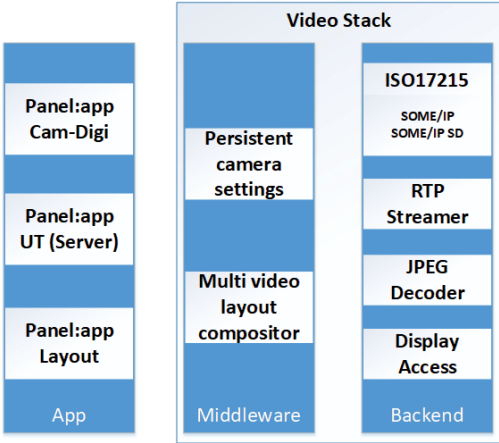 Video Stack
Panel:app
Cam-Digi
Panel:app
UT (Server)
Panel:app
Layout
App
Persistent
camera
settings
Multi video
layout
compositor
Middleware
ISO17215
SOME/IP
SOME/IP SD
RTP
Streamer
JPEG
Decoder
Display
Access
Backend